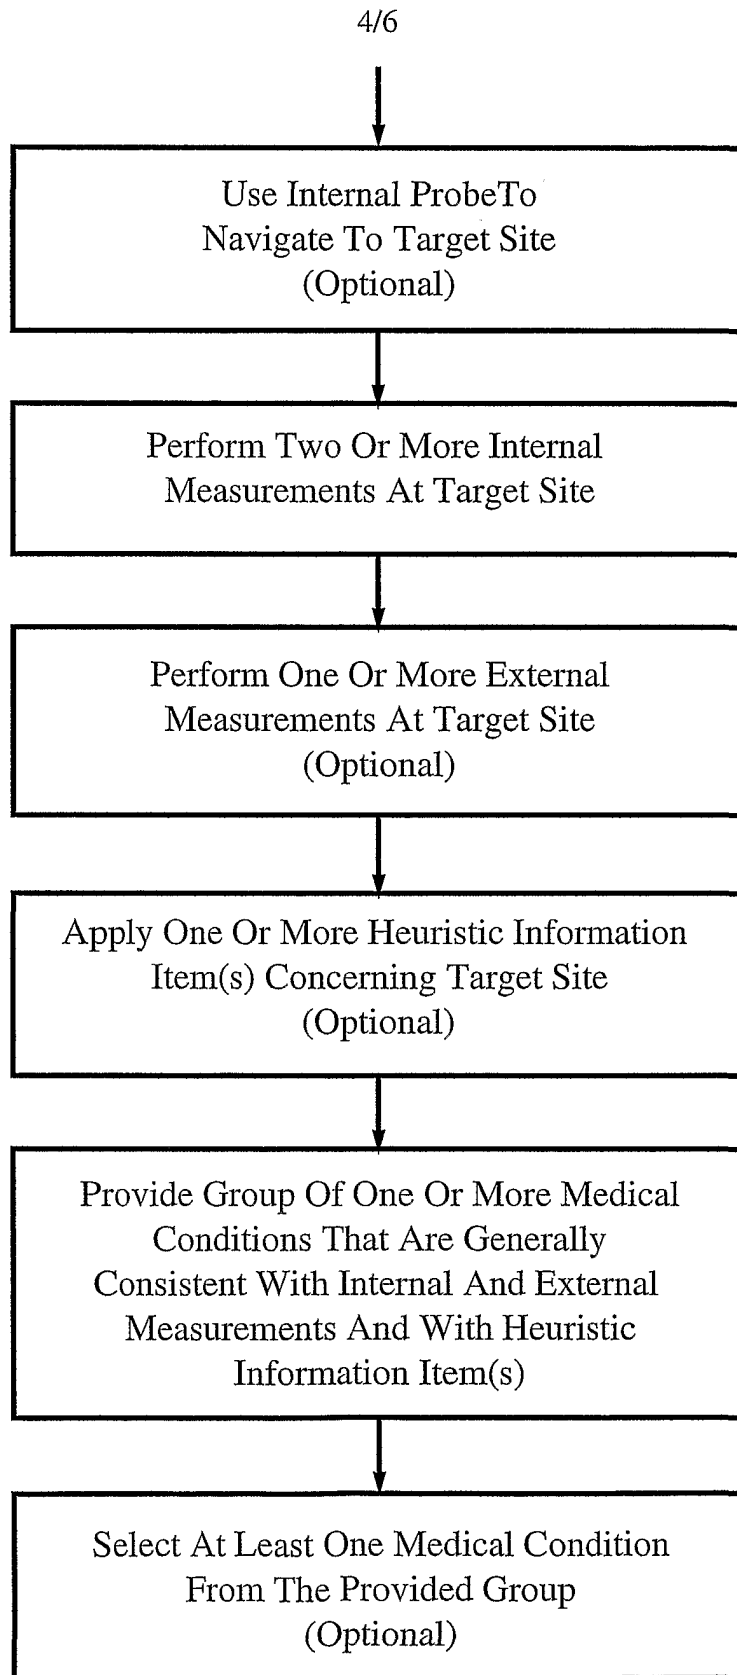 4/6
Use Internal ProbeTo
Navigate To Target Site
(Optional)
Perform Two Or More Internal
Measurements At Target Site
Perform One Or More External
Measurements At Target Site
(Optional)
Apply One Or More Heuristic Information
Item(s) Concerning Target Site
(Optional)
Provide Group Of One Or More Medical
Conditions That Are Generally
Consistent With Internal And External
Measurements And With Heuristic
Information Item(s)
Select At Least One Medical Condition
From The Provided Group
(Optional)